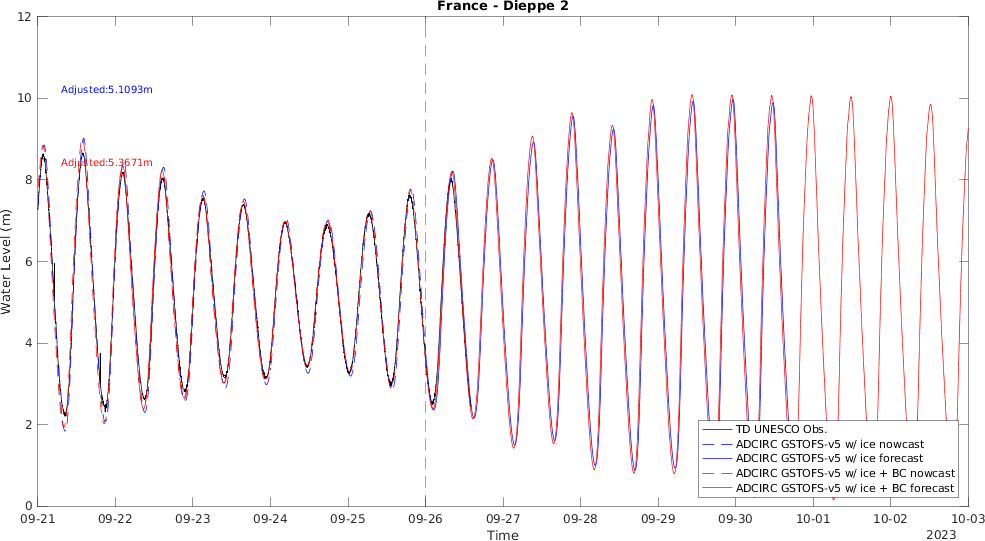 France - Dieppe 2
12
10
8
6
4
2
0
Water Level (m)
Adjusted:5.1093m
Adjusted:5.3671m
TD UNESCO Obs.
ADCIRC GSTOFS-v5 w/ ice nowcast
ADCIRC GSTOFS-v5 w/ ice forecast
ADCIRC GSTOFS-v5 w/ ice + BC nowcast
ADCIRC GSTOFS-v5 w/ ice + BC forecast
09-21 09-22 09-23 09-24 09-25 09-26 09-27 09-28 09-29 09-30 10-01 10-02 10-03
Time
2023